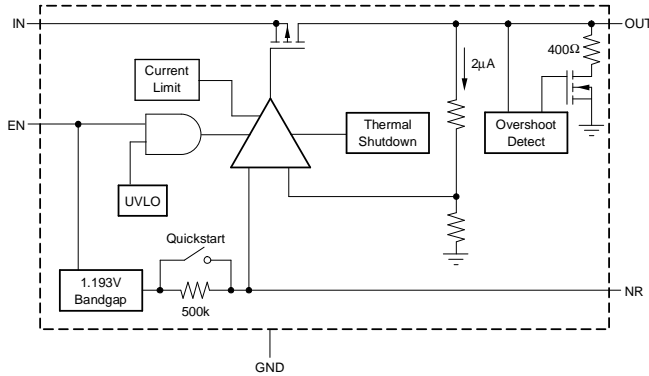 IN
OUT
400Ω
2μA
Current
Limit
EN
Thermal
Shutdown
Overshoot
Detect
UVLO
Quickstart
1.193V
Bandgap
500k
NR
GND